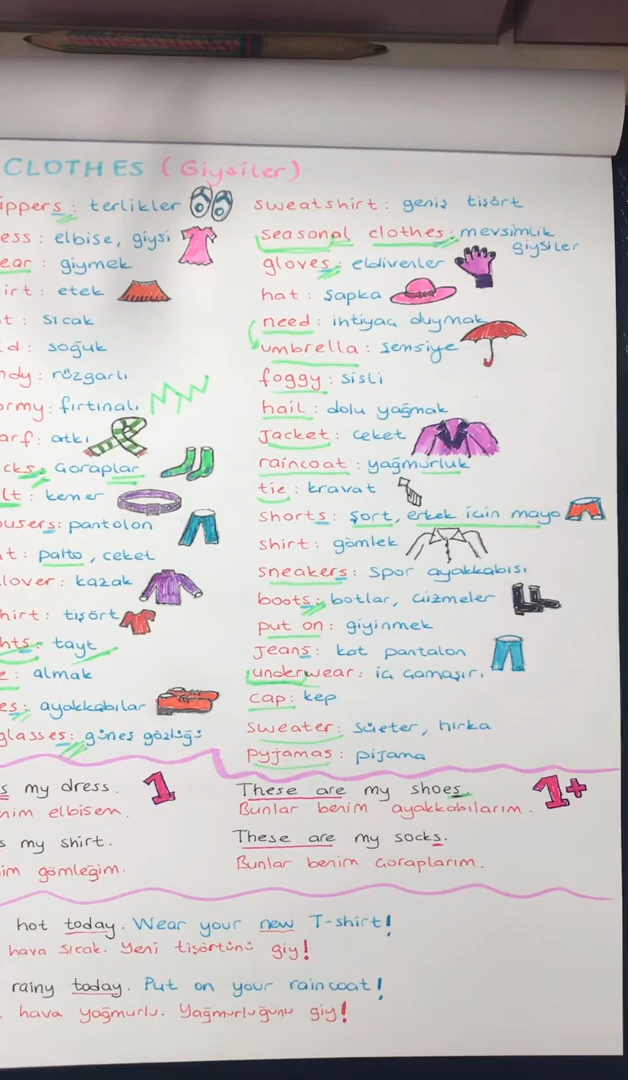 CLOTHES (Giysiler)
ippers: terlikler
ess: elbise, giysi
ear: giymek
irt: etek
t: sıcak
d: soğuk
ndy: rüzgarlı
ormy: fırtınalı
arf: atkı
cks: çoraplar
lt: kemer
ousers: pantolon
t: palto, ceket
llover: kazak
hirt: tişört
hts: tayt
e: almak
es: ayakkabılar
glasses: güneş gözlüğü
sweatshirt: geniş tişört
seasonal clothes: mevsimlik
giysiler
gloves: eldivenler
hat: şapka
need: ihtiyaç duymak
umbrella: şemsiye
foggy: sisli
hail: dolu yağmak
Jacket: ceket
raincoat: yağmurluk
tie: kravat
shorts: şort, erkek için mayo
shirt: gömlek
sneakers: spor ayakkabısı
boots: botlar, çizmeler
put on: giyinmek
jeans: kot pantalon
underwear: iç çamaşırı
cap: kep
sweater: süeter, hırka
pyjamas: pijama
s my dress. 1
nim elbisem.
s my shirt.
im gömleğim.
These are my shoes 1+
Bunlar benim ayakkabılarım.
These are my socks.
Bunlar benim çoraplarım.
hot today. Wear your new T-shirt!
hava sıcak. Yeni tişörtünü giy!
rainy today. Put on your raincoat!
hava yağmurlu. Yağmurluğunu giy!